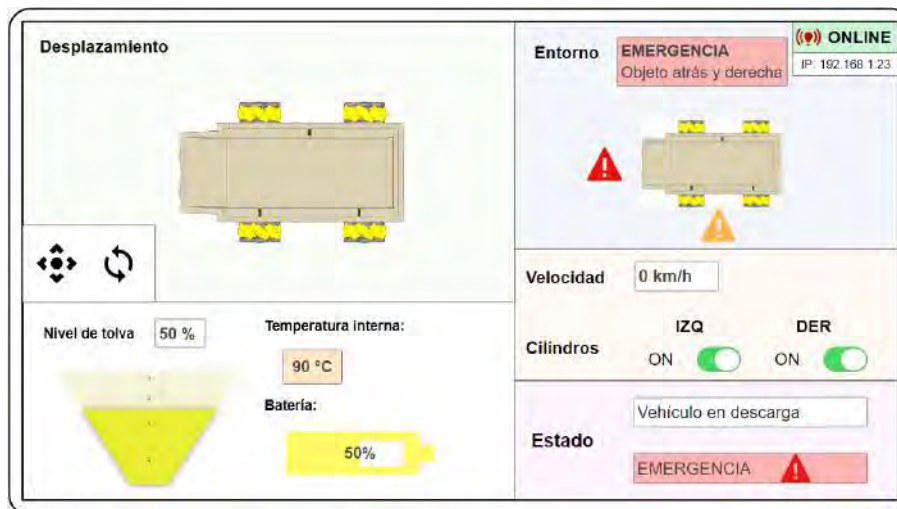 Desplazamiento
Entorno
EMERGENCIA
Objeto atrás y derecha
ONLINE
IP: 192.168.1.23
Velocidad
0 km/h
Cilindros
IZQ
DER
ON
ON
Nivel de tolva
50 %
Temperatura interna:
90 °C
Batería:
50%
Estado
Vehículo en descarga
EMERGENCIA